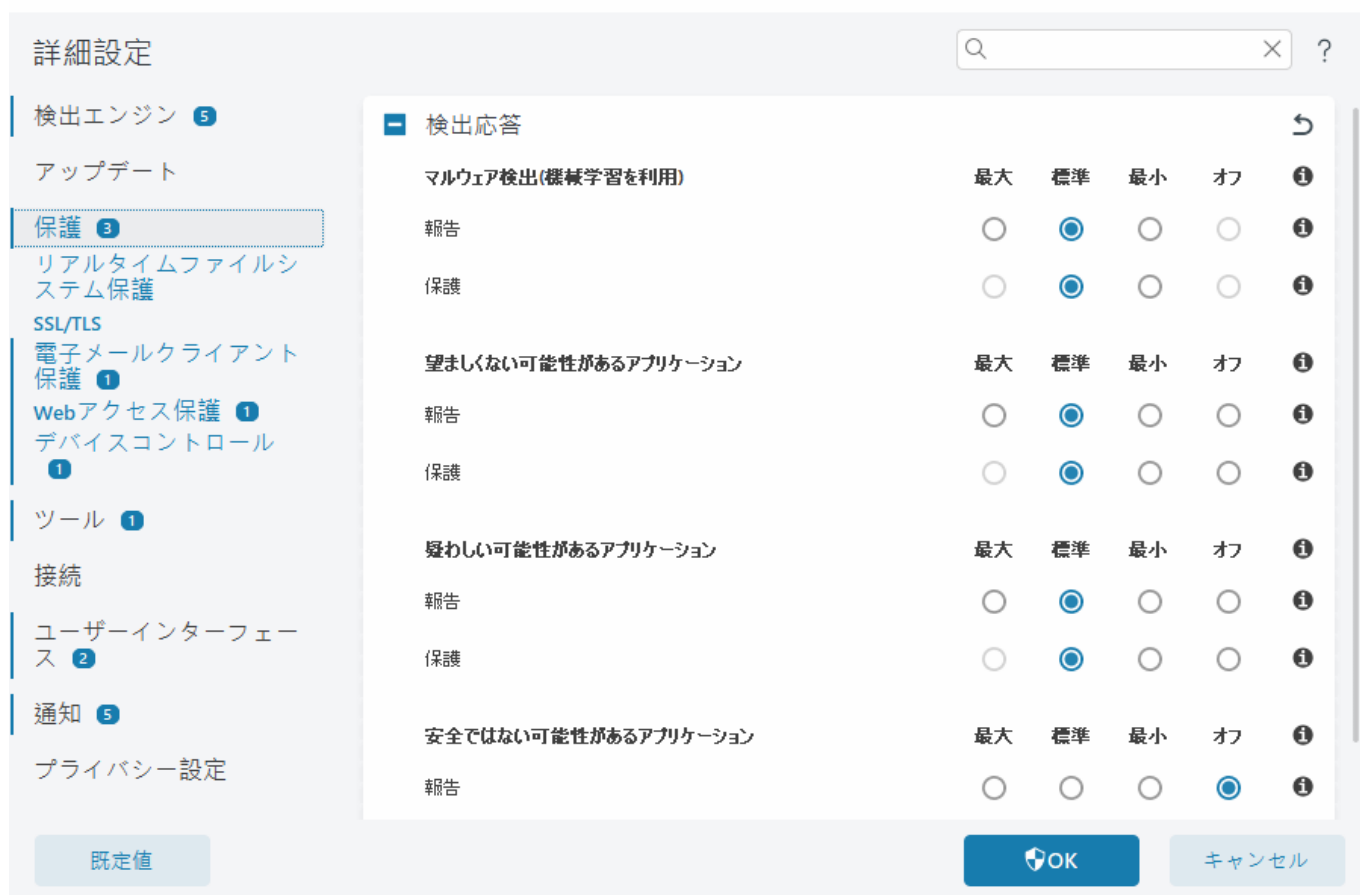 詳細設定
?
検出エンジン 5
アップデート
保護 3
リアルタイムファイルシ
ステム保護
SSL/TLS
電子メールクライアント
保護 1
Webアクセス保護 1
デバイスコントロール
1
ツール 1
接続
ユーザーインターフェー
ス 2
通知 5
プライバシー設定
検出応答
マルウェア検出(機械学習を利用) 最大 標準 最小 オフ
報告
保護
望ましくない可能性があるアプリケーション 最大 標準 最小 オフ
報告
保護
疑わしい可能性があるアプリケーション 最大 標準 最小 オフ
報告
保護
安全ではない可能性があるアプリケーション 最大 標準 最小 オフ
報告
既定値
OK
キャンセル